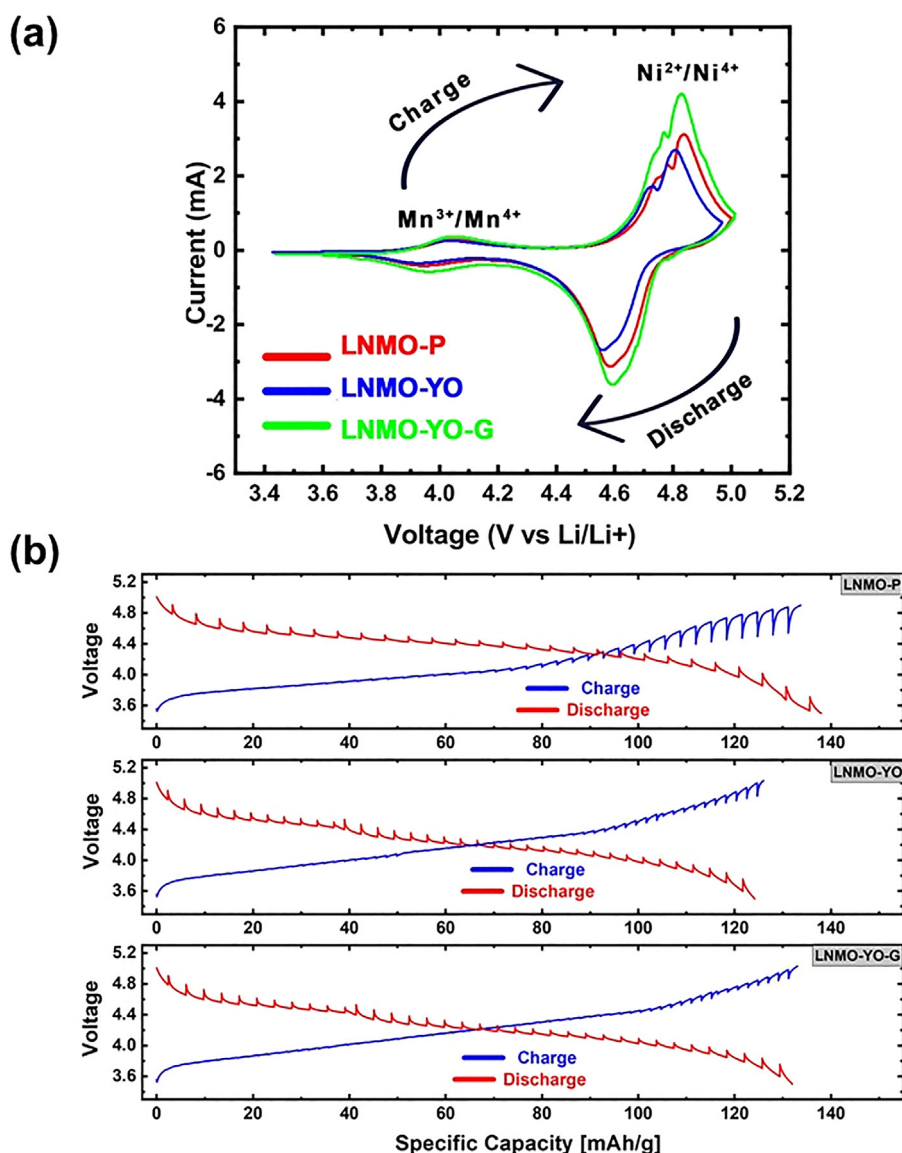 (a)
6
4
2
0
-2
-4
-6
Current (mA)
Charge
Ni²⁺/Ni⁴⁺
Mn³⁺/Mn⁴⁺
LNMO-P
LNMO-YO
LNMO-YO-G
Discharge
3.4 3.6 3.8 4.0 4.2 4.4 4.6 4.8 5.0 5.2
Voltage (V vs Li/Li+)
(b)
LNMO-P
5.2
4.8
4.4
4.0
3.6
Voltage
Charge
Discharge
0 20 40 60 80 100 120 140
LNMO-YO
5.2
4.8
4.4
4.0
3.6
Voltage
Charge
Discharge
0 20 40 60 80 100 120 140
LNMO-YO-G
5.2
4.8
4.4
4.0
3.6
Voltage
Charge
Discharge
0 20 40 60 80 100 120 140
Specific Capacity [mAh/g]